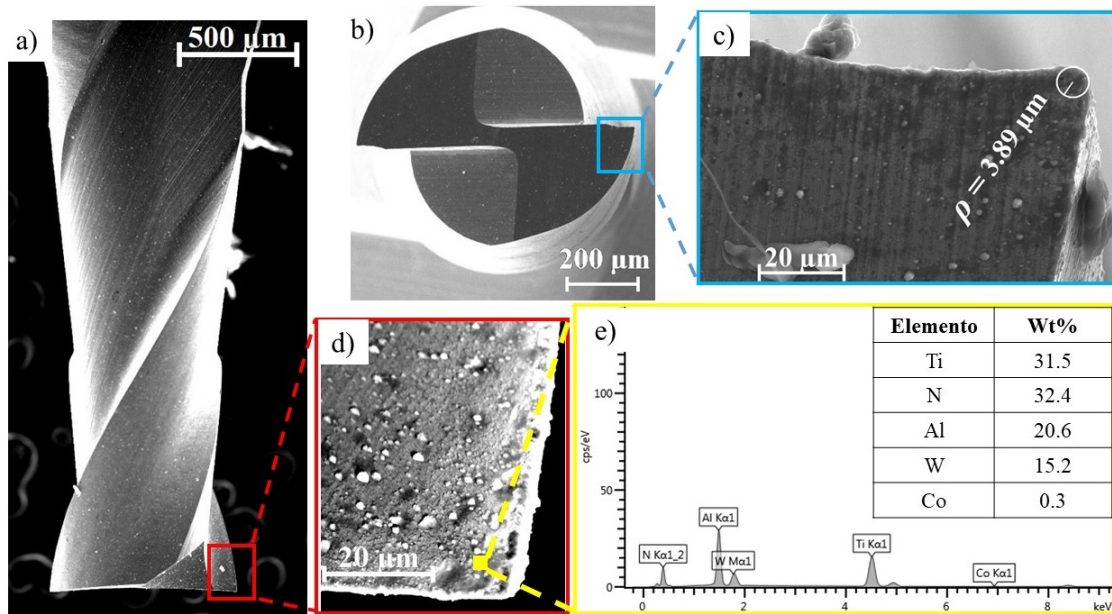 a)
500 µm
b)
200 µm
c)
ρ = 3.89 µm
20 µm
d)
20 µm
e)
Elemento Wt%
Ti 31.5
N 32.4
Al 20.6
W 15.2
Co 0.3
cps/eV
100
50
0
N Kα1_2
Al Kα1
W Mα1
Ti Kα1
Co Kα1
0 2 4 6 8 keV